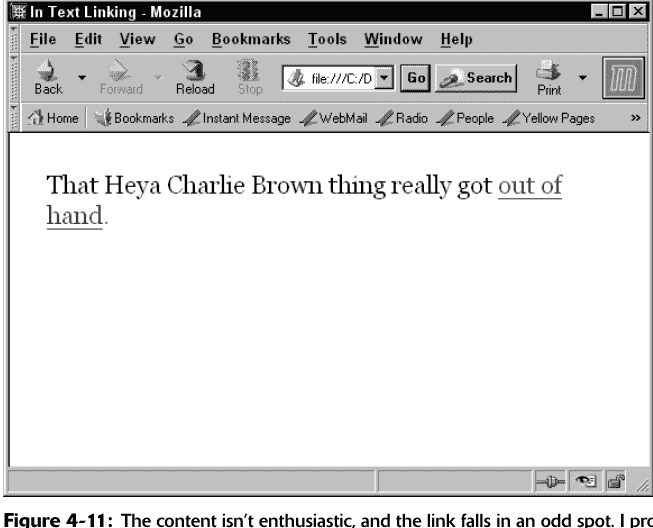 In Text Linking - Mozilla
File Edit View Go Bookmarks Tools Window Help
Back Forward Reload Stop file:///C:/D Go Search Print
Home Bookmarks Instant Message WebMail Radio People Yellow Pages »
That Heya Charlie Brown thing really got out of
hand.
Figure 4-11: The content isn't enthusiastic, and the link falls in an odd spot. I pro